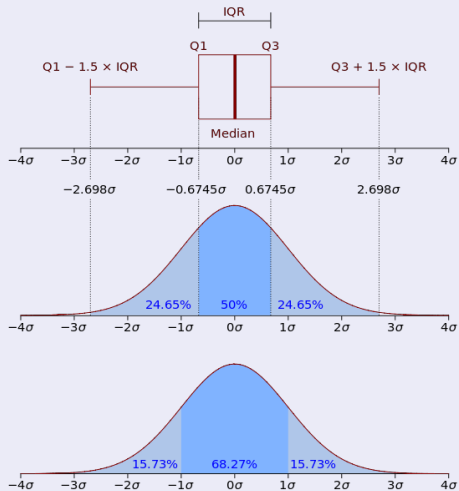 IQR
Q1 Q3
Q1 − 1.5 × IQR Q3 + 1.5 × IQR
Median
−4σ −3σ −2σ −1σ 0σ 1σ 2σ 3σ 4σ
−2.698σ −0.6745σ 0.6745σ 2.698σ
24.65% 50% 24.65%
−4σ −3σ −2σ −1σ 0σ 1σ 2σ 3σ 4σ
15.73% 68.27% 15.73%
−4σ −3σ −2σ −1σ 0σ 1σ 2σ 3σ 4σ